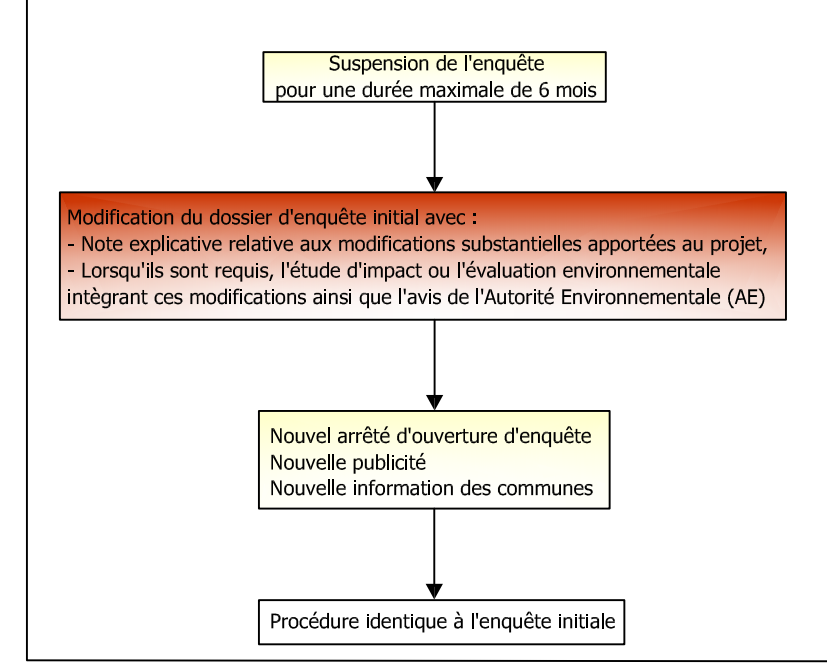 Suspension de l'enquête
pour une durée maximale de 6 mois
Modification du dossier d'enquête initial avec :
- Note explicative relative aux modifications substantielles apportées au projet,
- Lorsqu'ils sont requis, l'étude d'impact ou l'évaluation environnementale
intègrant ces modifications ainsi que l'avis de l'Autorité Environnementale (AE)
Nouvel arrêté d'ouverture d'enquête
Nouvelle publicité
Nouvelle information des communes
Procédure identique à l'enquête initiale